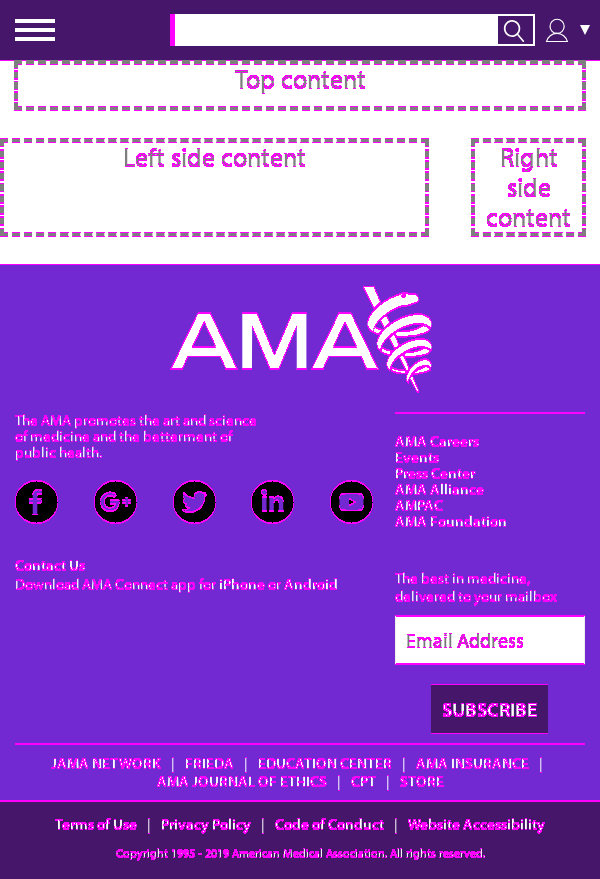 Top content
Left side content
Right
side
content
AMA
The AMA promotes the art and science
of medicine and the betterment of
public health.
AMA Careers
Events
Press Center
AMA Alliance
AMPAC
AMA Foundation
f G+ in
Contact Us
Download AMA Connect app for iPhone or Android
The best in medicine,
delivered to your mailbox
Email Address
SUBSCRIBE
JAMA NETWORK | FRIEDA | EDUCATION CENTER | AMA INSURANCE |
AMA JOURNAL OF ETHICS | CPT | STORE
Terms of Use | Privacy Policy | Code of Conduct | Website Accessibility
Copyright 1995 - 2019 American Medical Association. All rights reserved.